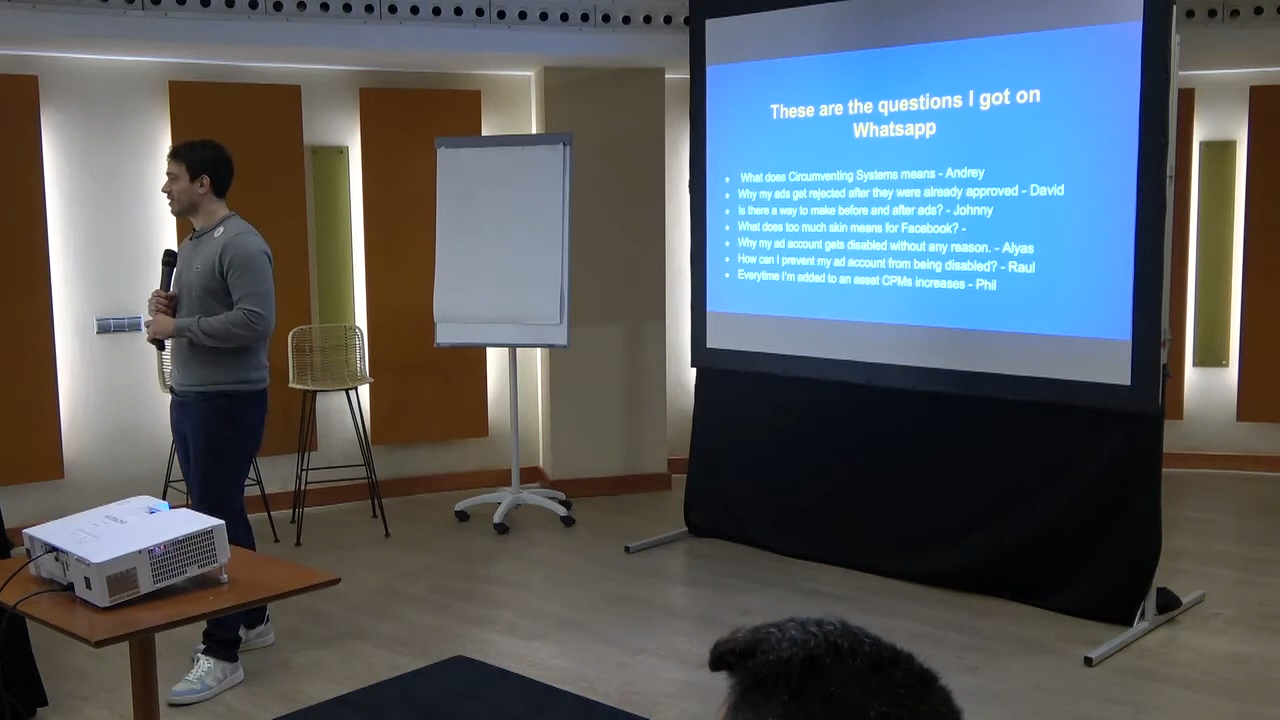 These are the questions I got on
Whatsapp
What does Circumventing Systems means - Andrey
Why my ads get rejected after they were already approved - David
Is there a way to make before and after ads? - Johnny
What does too much skin means for Facebook? -
Why my ad account gets disabled without any reason. - Alyas
How can I prevent my ad account from being disabled? - Raul
Everytime I'm added to an asset CPMs increases - Phil